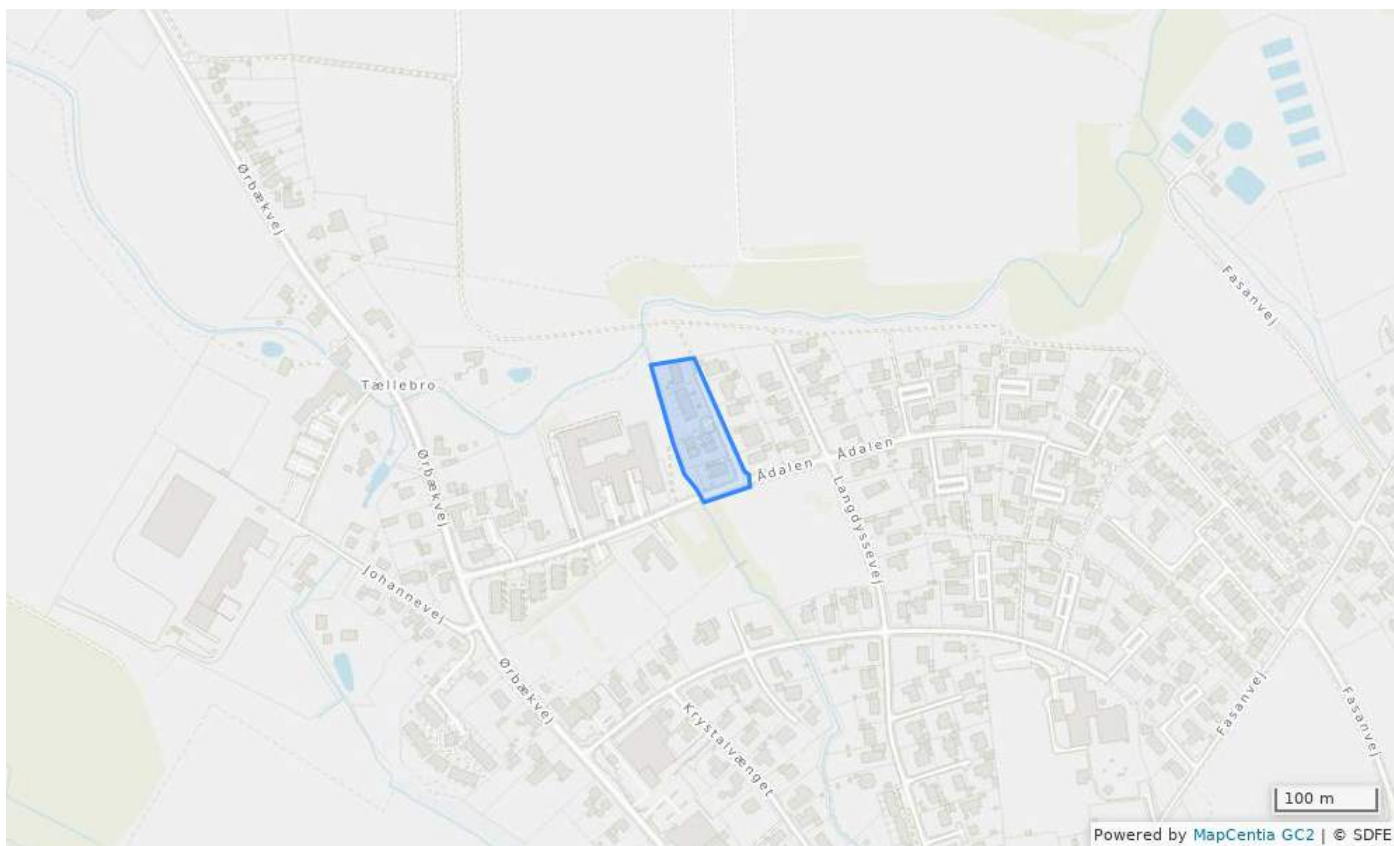 Ørbækvej
Fasanvej
Tællebro
Ådalen
Ådalen
Ørbækvej
Langdyssevej
Johannevej
Ørbækvej
Krystalvænget
Fasanvej
Fasanvej
100 m
Powered by MapCentia GC2 | © SDFE